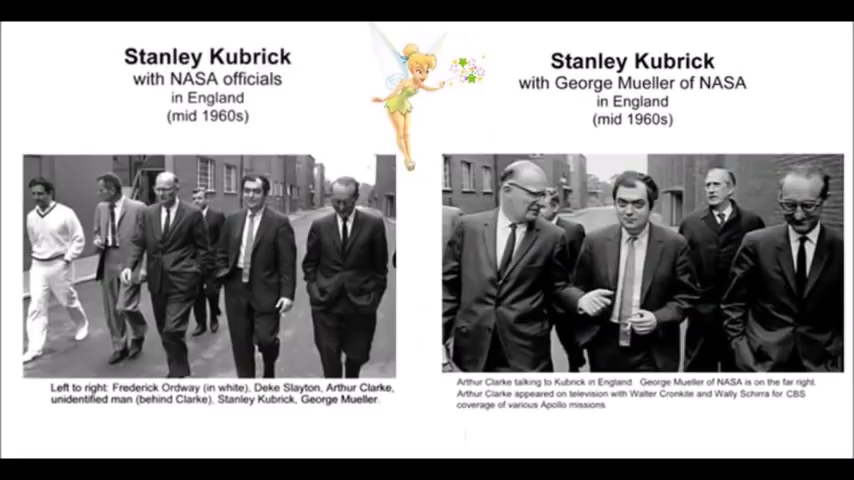 Stanley Kubrick
with NASA officials
in England
(mid 1960s)
Left to right: Frederick Ordway (in white), Deke Slayton, Arthur Clarke,
unidentified man (behind Clarke), Stanley Kubrick, George Mueller.
Stanley Kubrick
with George Mueller of NASA
in England
(mid 1960s)
Arthur Clarke talking to Kubrick in England. George Mueller of NASA is on the far right.
Arthur Clarke appeared on television with Walter Cronkite and Wally Schirra for CBS
coverage of various Apollo missions.